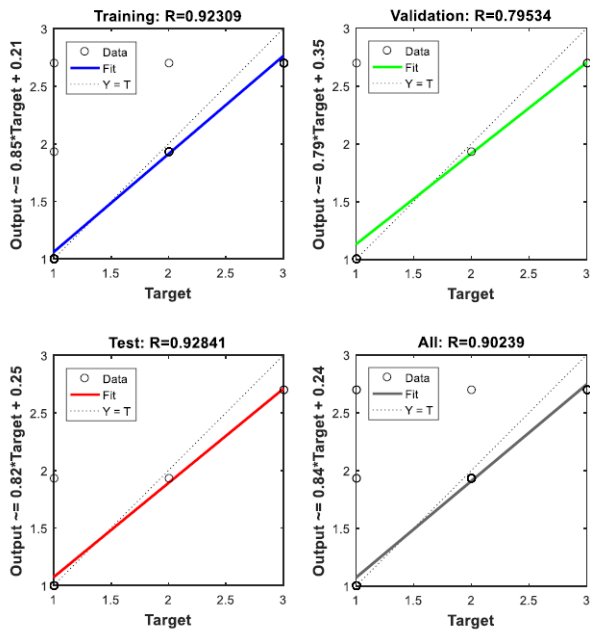 Training: R=0.92309
Output ~= 0.85*Target + 0.21
3
2.5
2
1.5
1
Data
Fit
Y = T
1
1.5
2
2.5
3
Target
Validation: R=0.79534
Output ~= 0.79*Target + 0.35
3
2.5
2
1.5
1
Data
Fit
Y = T
1
1.5
2
2.5
3
Target
Test: R=0.92841
Output ~= 0.82*Target + 0.25
3
2.5
2
1.5
1
Data
Fit
Y = T
1
1.5
2
2.5
3
Target
All: R=0.90239
Output ~= 0.84*Target + 0.24
3
2.5
2
1.5
1
Data
Fit
Y = T
1
1.5
2
2.5
3
Target